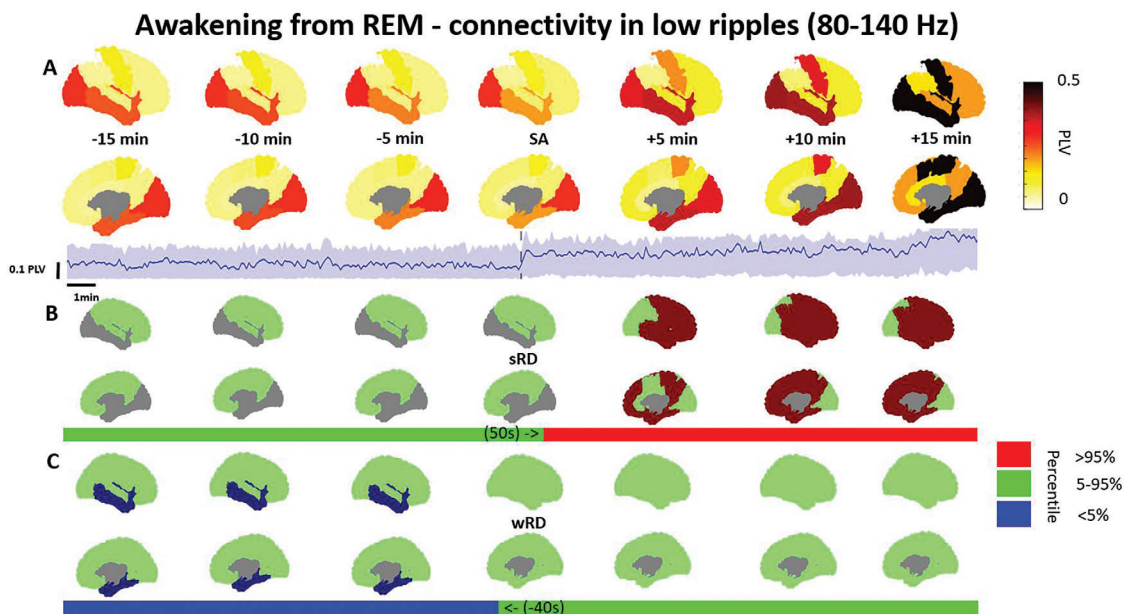 Awakening from REM - connectivity in low ripples (80-140 Hz)
A
-15 min
-10 min
-5 min
SA
+5 min
+10 min
+15 min
0.5
PLV
0
0.1 PLV
1min
B
sRD
(50s) ->
C
wRD
<- (-40s)
Percentile
>95%
5-95%
<5%